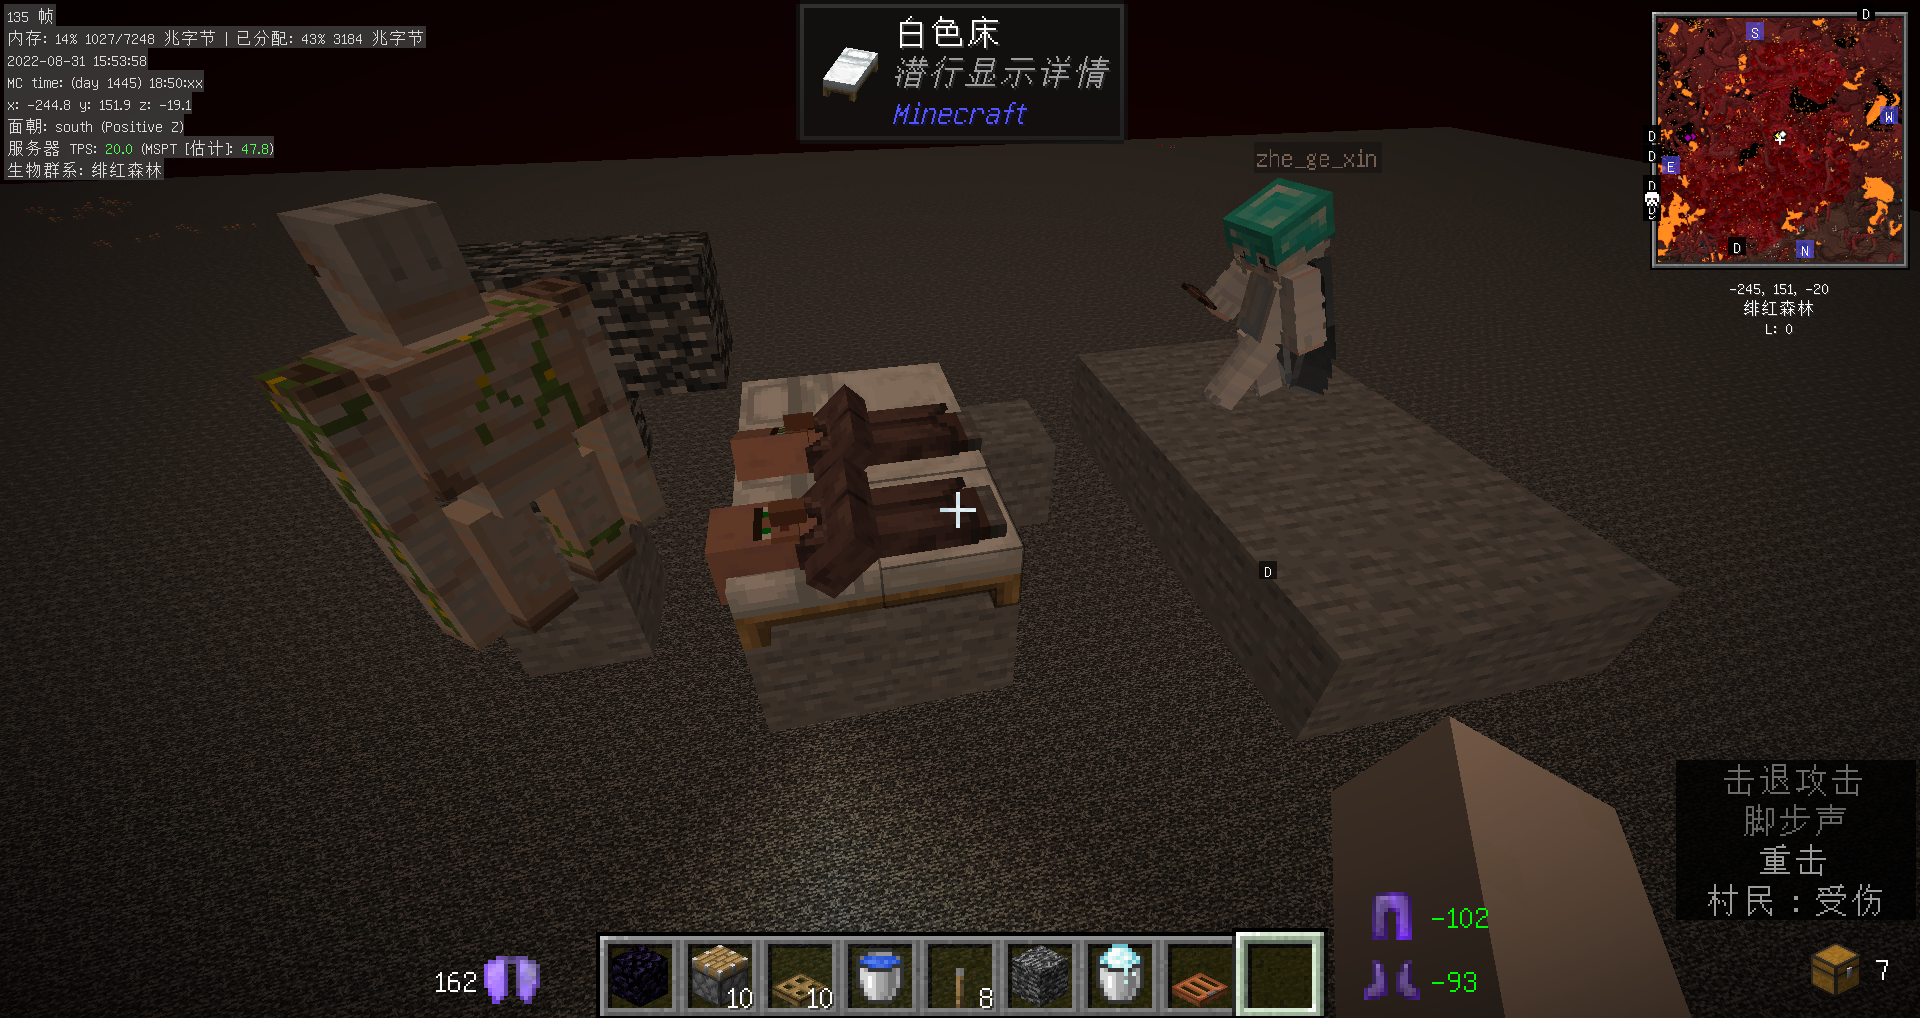 135 帧
内存: 14% 1027/7248 兆字节 | 已分配: 43% 3184 兆字节
2022-08-31 15:53:58
MC time: (day 1445) 18:50:xx
x: -244.8 y: 151.9 z: -19.1
面朝: south (Positive Z)
服务器 TPS: 20.0 (MSPT [估计]: 47.8)
生物群系: 绯红森林
白色床
潜行显示详情
Minecraft
zhe_ge_xin
D
S
W
D
D
E
D
D
N
-245, 151, -20
绯红森林
L: 0
D
击退攻击
脚步声
重击
村民：受伤
162
10
10
8
-102
-93
7